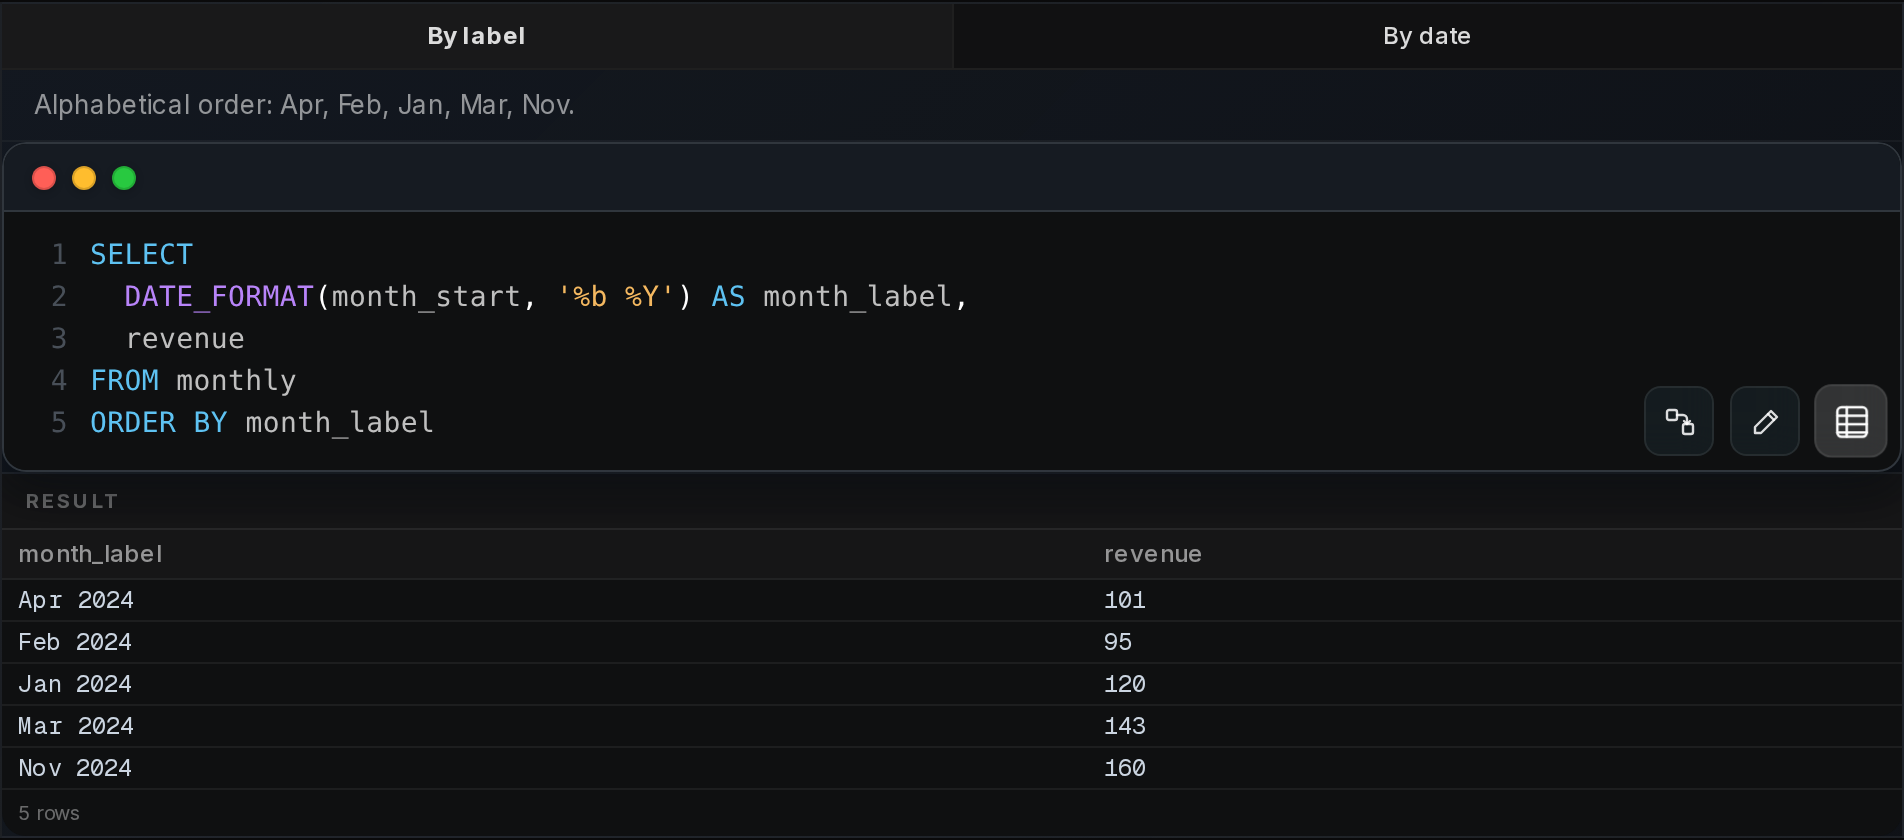 By label
By date
Alphabetical order: Apr, Feb, Jan, Mar, Nov.
1 SELECT
2   DATE_FORMAT(month_start, '%b %Y') AS month_label,
3   revenue
4 FROM monthly
5 ORDER BY month_label
RESULT
month_label revenue
Apr 2024 101
Feb 2024 95
Jan 2024 120
Mar 2024 143
Nov 2024 160
5 rows